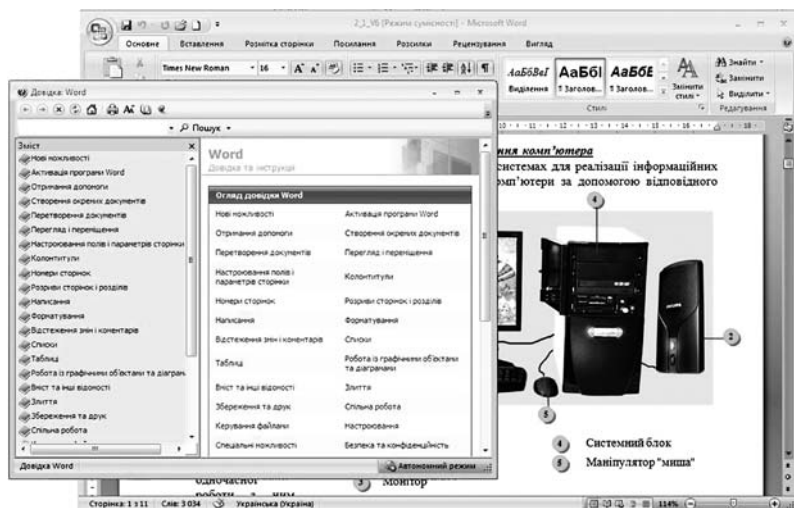 2_1_V6 [Режим сумісності] - Microsoft Word
Основне Вставлення Розмітка сторінки Посилання Розсилки Рецензування Вигляд
Times New Roman 16
АаБбВвГ АаБбІ АаБбЕ
Виділення ¶ Заголов... ¶ Заголов... Змінити стилі
Знайти
Замінити
Виділити
Стилі Редагування
Довідка: Word
Пошук
Зміст
Нові можливості
Активація програми Word
Отримання допомоги
Створення окремих документів
Перетворення документів
Перегляд і переміщення
Настроювання полів і параметрів сторінки
Колонтитули
Номери сторінок
Розриви сторінок і розділів
Написання
Форматування
Відстеження змін і коментарів
Списки
Таблиці
Робота із графічними об'єктами та діаграм
Вміст та інші відомості
Злиття
Збереження та друк
Спільна робота
Word
Довідка та інструкції
Огляд довідки Word
Нові можливості Активація програми Word
Отримання допомоги Створення окремих документів
Перетворення документів Перегляд і переміщення
Настроювання полів і параметрів сторінки Колонтитули
Номери сторінок Розриви сторінок і розділів
Написання Форматування
Відстеження змін і коментарів Списки
Таблиці Робота із графічними об'єктами та діаграмами
Вміст та інші відомості Злиття
Збереження та друк Спільна робота
Керування файлами Настроювання
Спеціальні можливості Безпека та конфіденційність
Довідка Word Автономний режим
ння комп'ютера
системах для реалізації інформаційних
омп'ютери за допомогою відповідного
4
2
5
4 Системний блок
5 Маніпулятор "миша"
одночасної
роботи з ним
3 Монітор
Сторінка: 1 з 11 Слів: 3 034 Українська (Україна) 114%